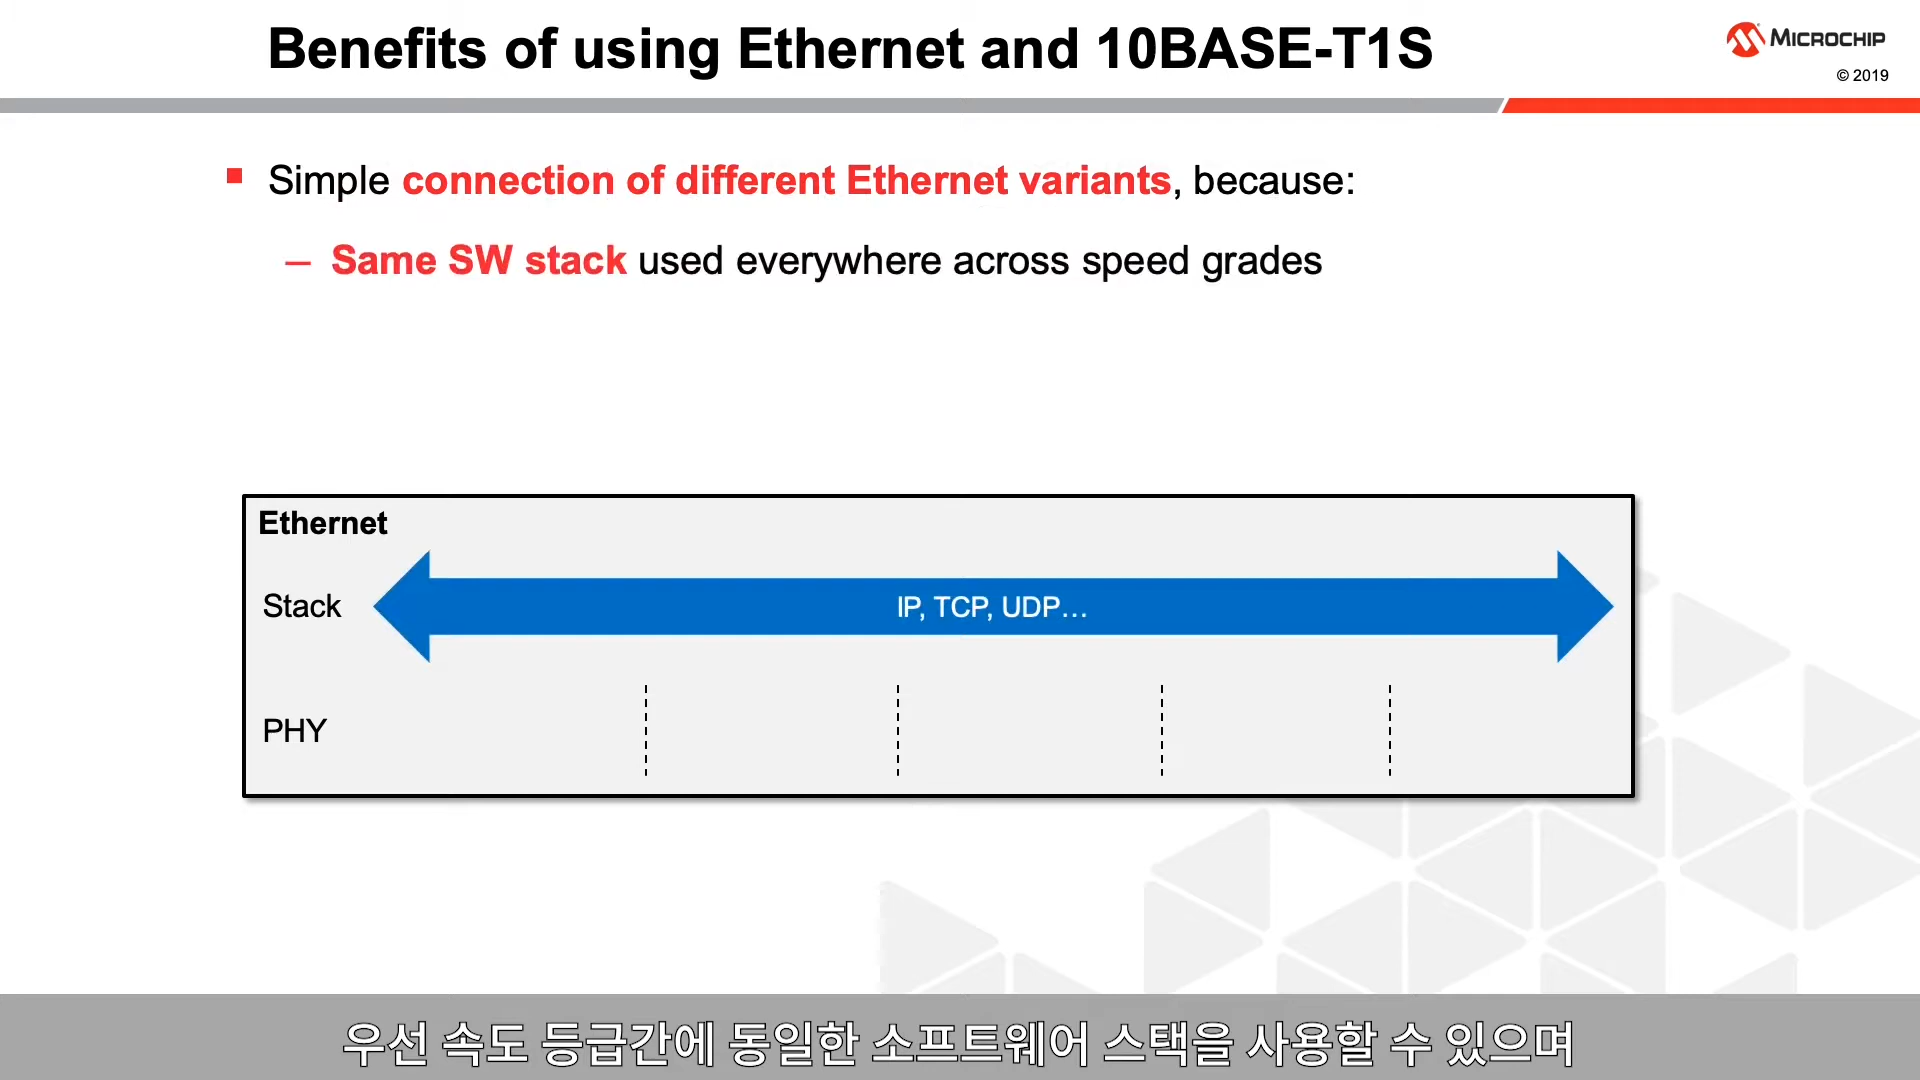 Benefits of using Ethernet and 10BASE-T1S
MICROCHIP
© 2019
Simple connection of different Ethernet variants, because:
– Same SW stack used everywhere across speed grades
Ethernet
Stack
IP, TCP, UDP...
PHY
우선 속도 등급간에 동일한 소프트웨어 스택을 사용할 수 있으며